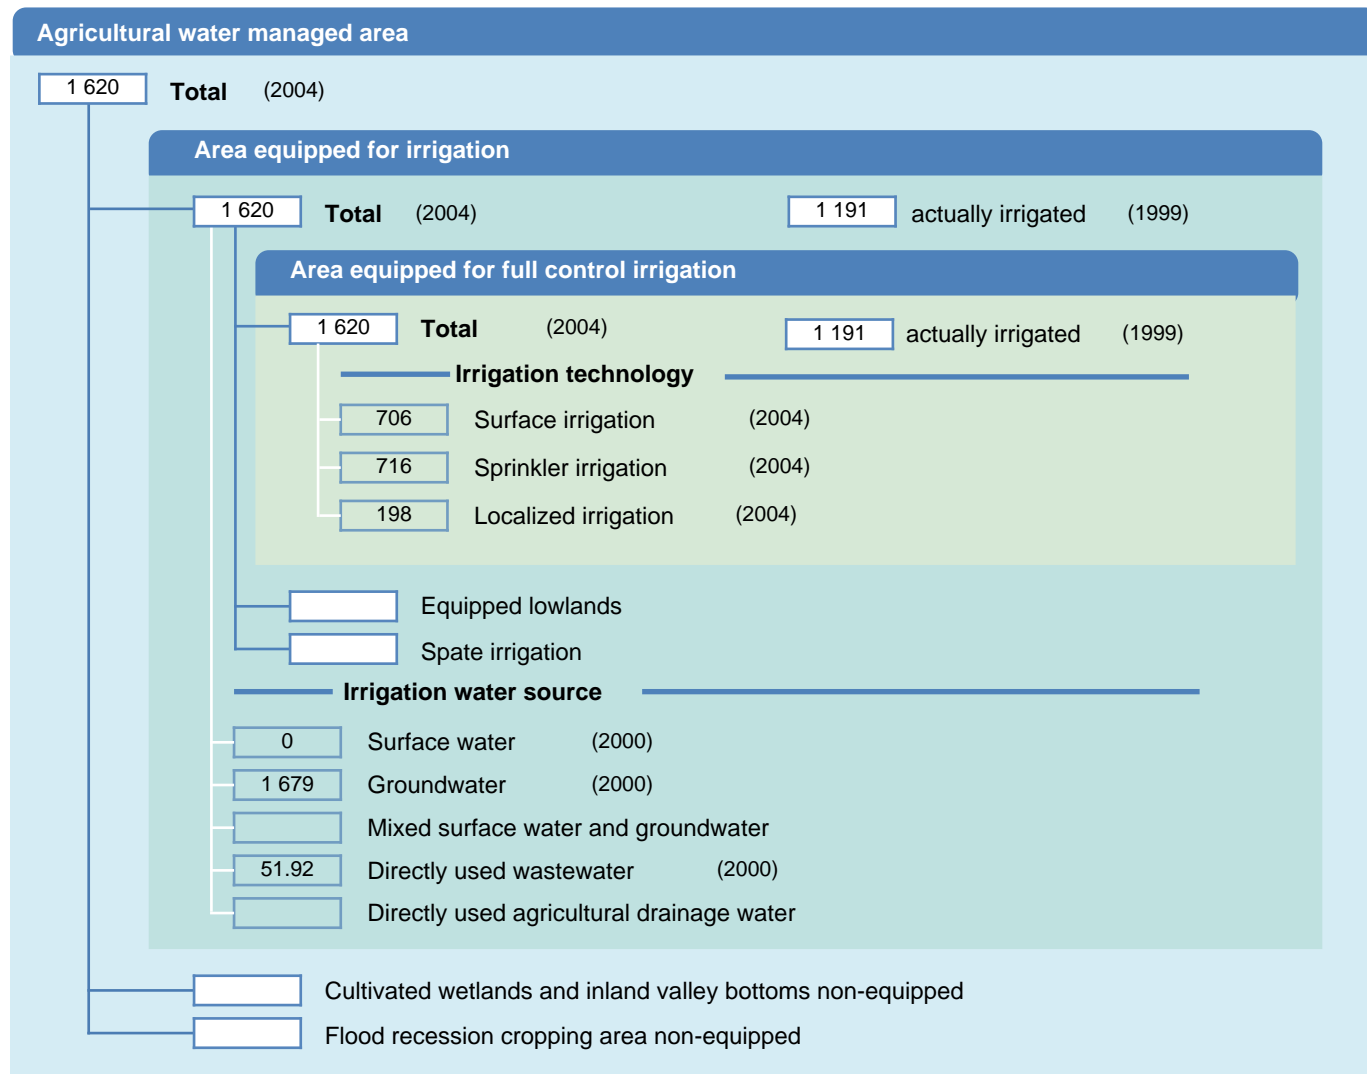 Agricultural water managed area
1 620 Total (2004)
Area equipped for irrigation
1 620 Total (2004) 1 191 actually irrigated (1999)
Area equipped for full control irrigation
1 620 Total (2004) 1 191 actually irrigated (1999)
Irrigation technology
706 Surface irrigation (2004)
716 Sprinkler irrigation (2004)
198 Localized irrigation (2004)
Equipped lowlands
Spate irrigation
Irrigation water source
0 Surface water (2000)
1 679 Groundwater (2000)
Mixed surface water and groundwater
51.92 Directly used wastewater (2000)
Directly used agricultural drainage water
Cultivated wetlands and inland valley bottoms non-equipped
Flood recession cropping area non-equipped